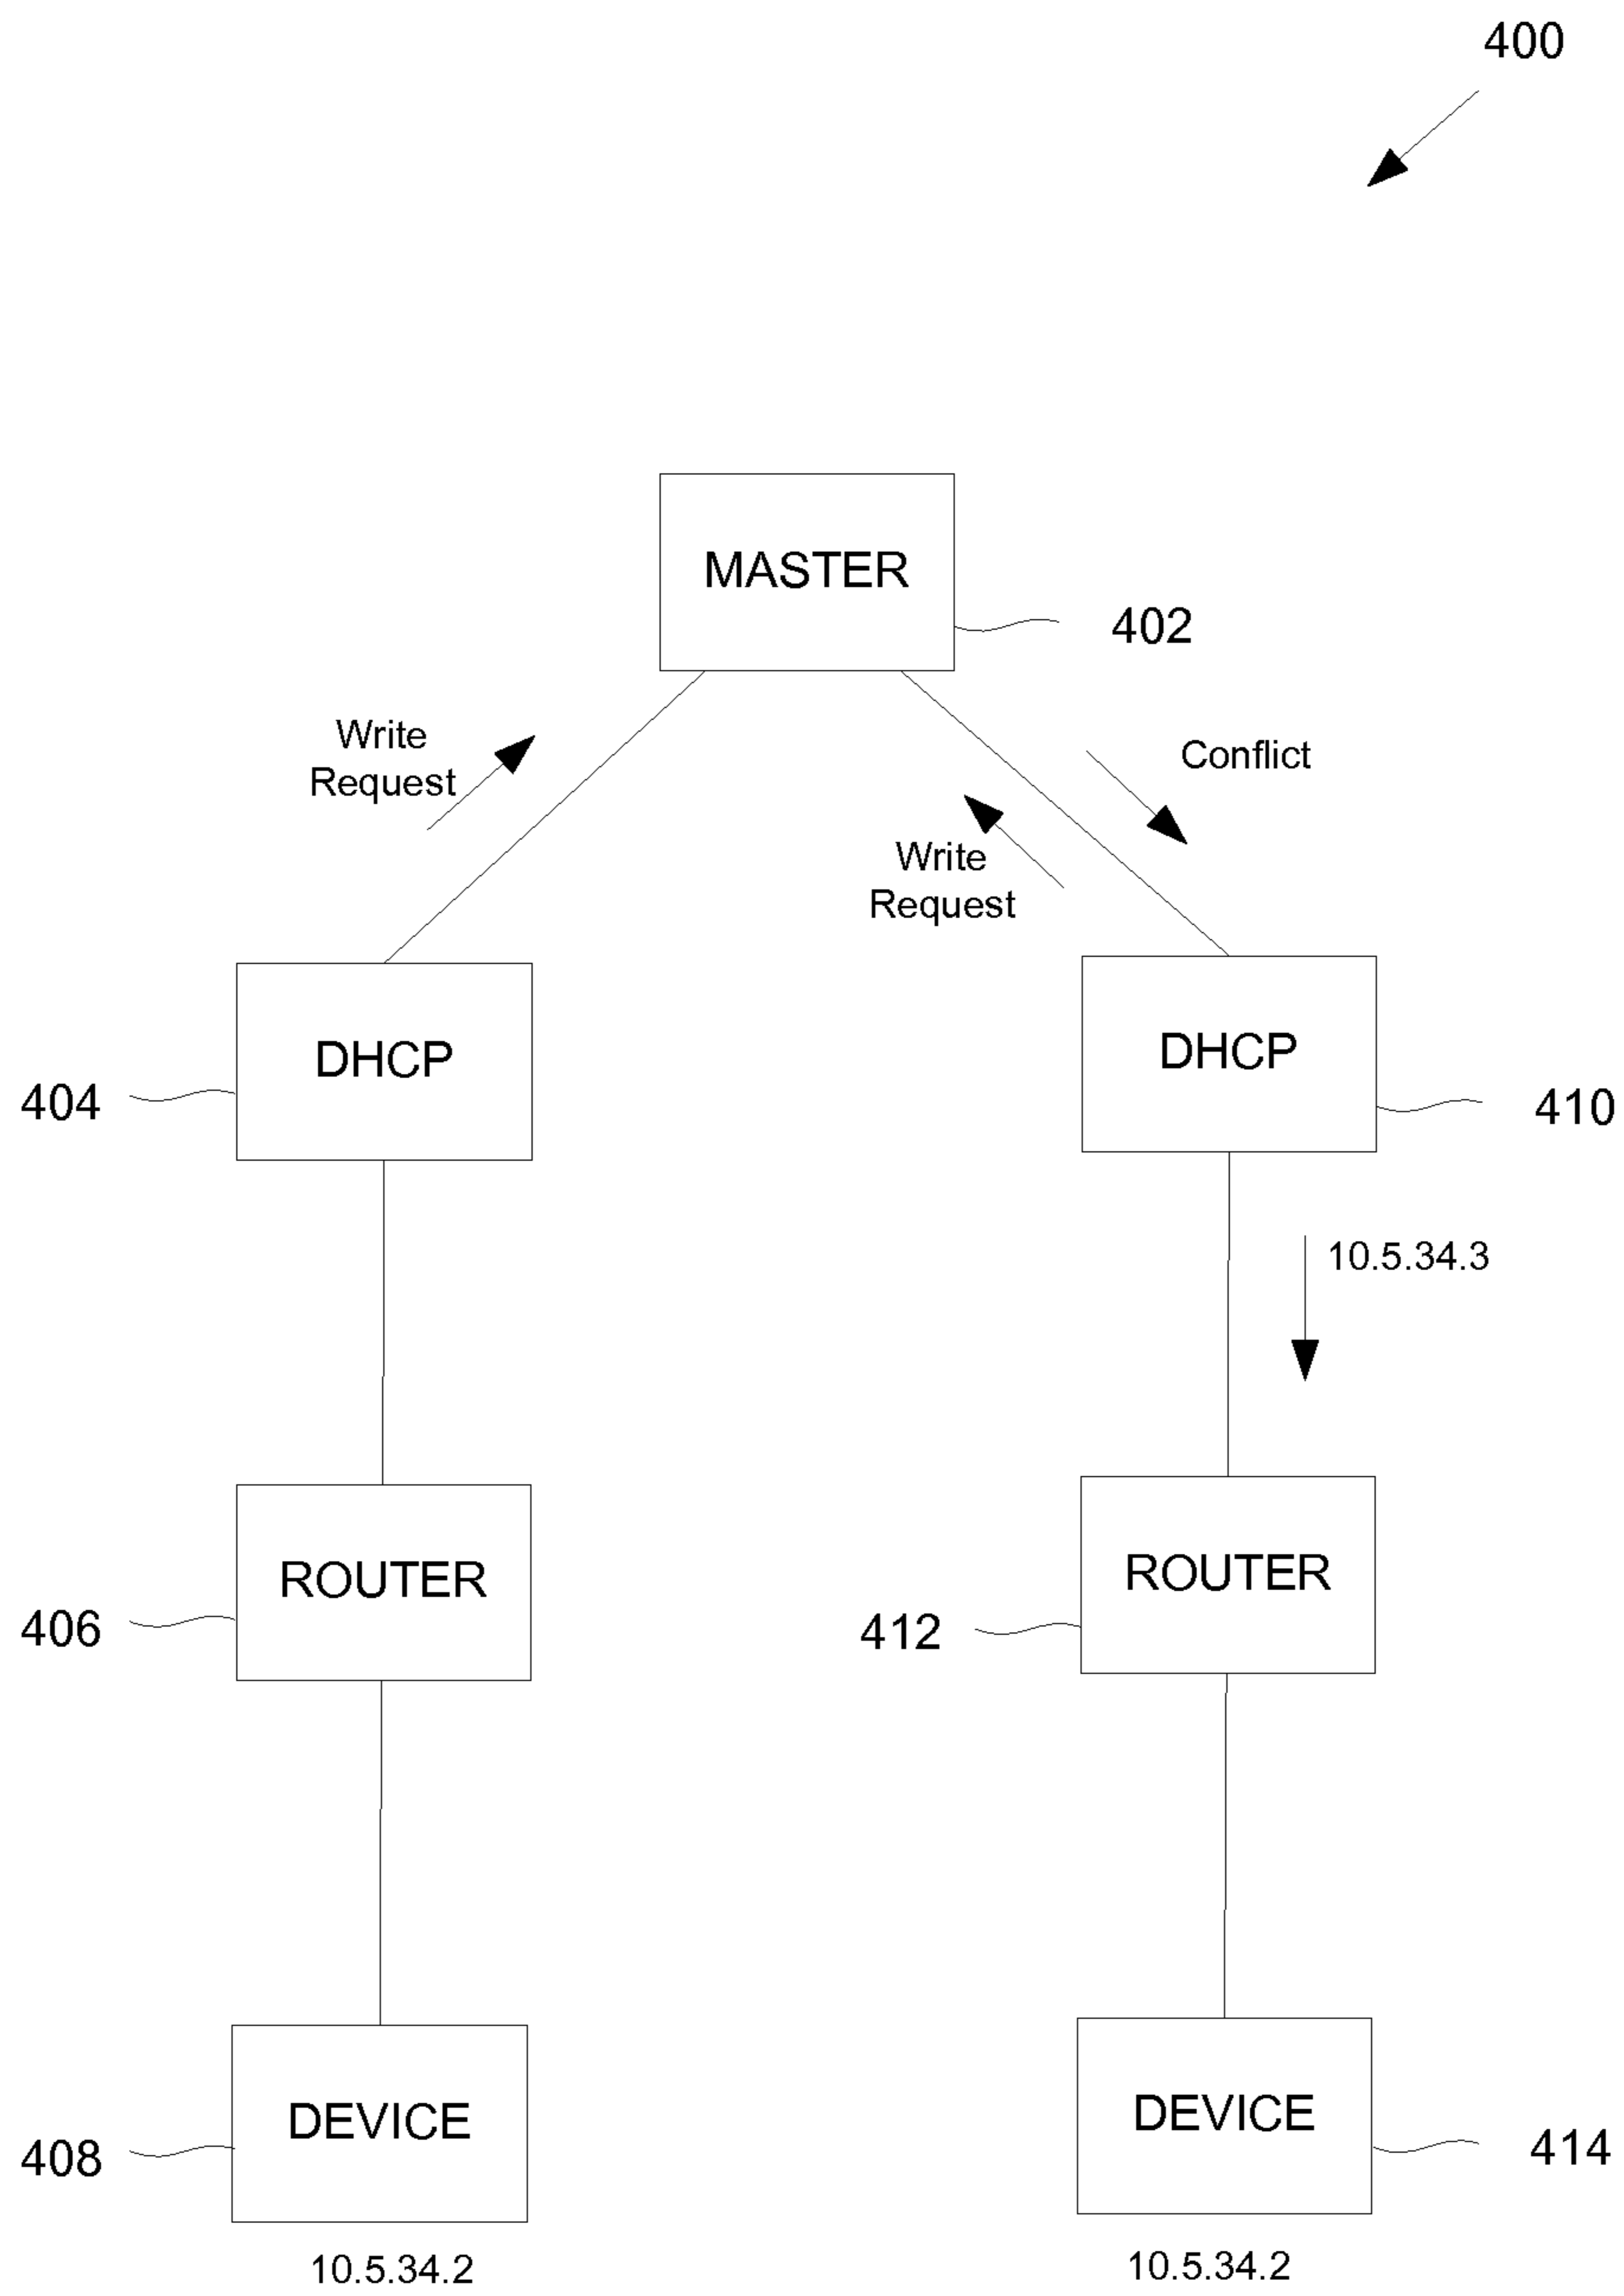 400
MASTER
402
Write
Request
Conflict
Write
Request
DHCP
DHCP
404
410
10.5.34.3
ROUTER
ROUTER
406
412
DEVICE
DEVICE
408
414
10.5.34.2
10.5.34.2